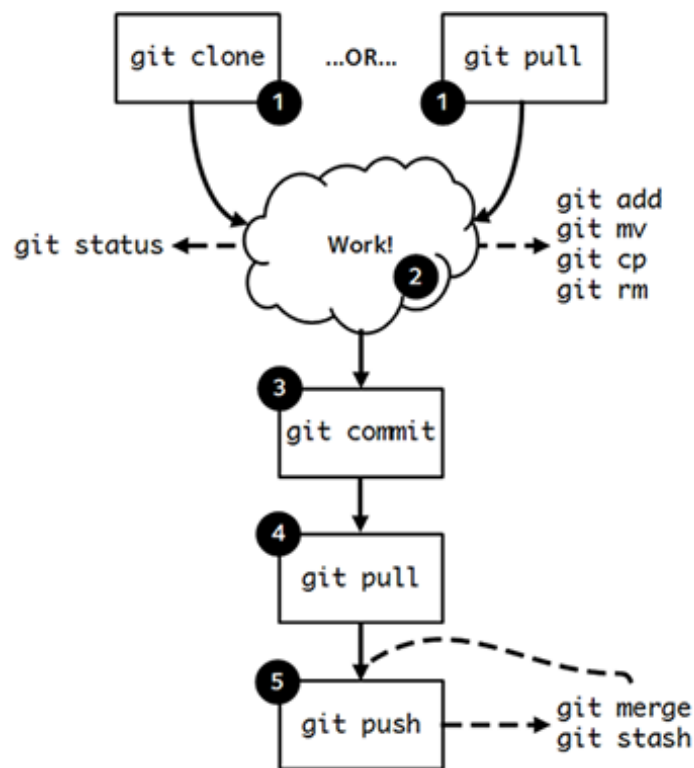 git clone
...OR...
git pull
1
1
git add
git mv
git cp
git rm
git status
Work!
2
3
git commit
4
git pull
5
git push
git merge
git stash